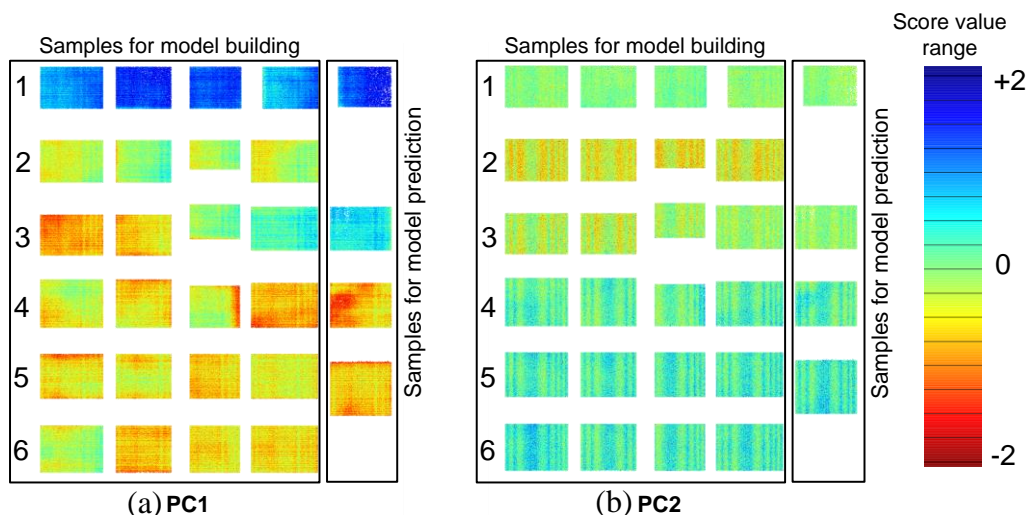 Samples for model building
1
2
3
4
5
6
Samples for model prediction
(a) PC1
Samples for model building
1
2
3
4
5
6
Samples for model prediction
(b) PC2
Score value
range
+2
0
-2